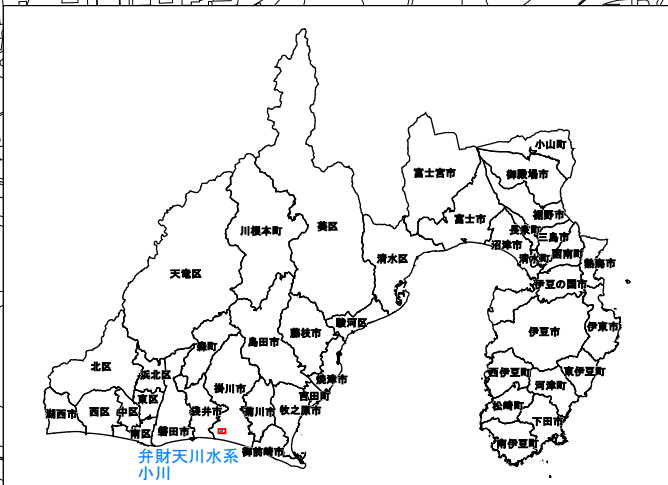 小山町
富士宮市
御殿場市
裾野市
富士市
長泉町
三島市
沼津市
清水町
函南町
熱海市
伊豆の国市
葵区
川根本町
清水区
天竜区
駿河区
藤枝市
島田市
森町
伊豆市
伊東市
北区
浜北区
掛川市
焼津市
西伊豆町
東伊豆町
河津町
吉田町
湖西市
西区
中区
東区
袋井市
菊川市
牧之原市
松崎町
下田市
南区
磐田市
御前崎市
南伊豆町
弁財天川水系
小川